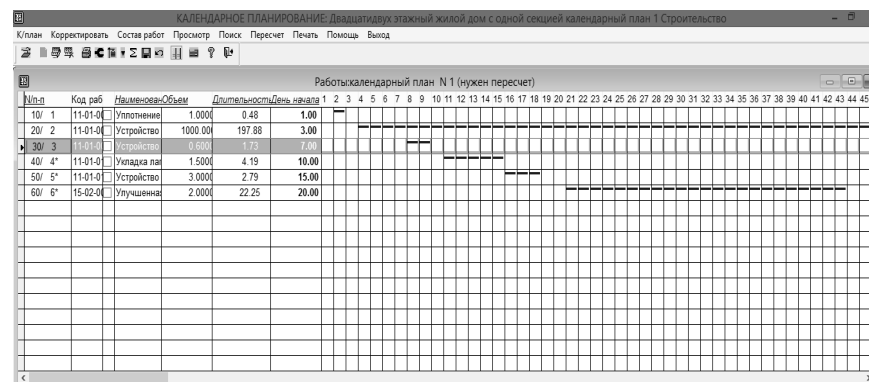 КАЛЕНДАРНОЕ ПЛАНИРОВАНИЕ: Двадцатидвух этажный жилой дом с одной секцией календарный план 1 Строительство
К/план Корректировать Состав работ Просмотр Поиск Пересчет Печать Помощь Выход
Работы:календарный план N 1 (нужен пересчет)
N/п-п Код раб Наименован Объем Длительность День начала 1 2 3 4 5 6 7 8 9 10 11 12 13 14 15 16 17 18 19 20 21 22 23 24 25 26 27 28 29 30 31 32 33 34 35 36 37 38 39 40 41 42 43 44 45
10/ 1 11-01-00 Уплотнение 1.0000 0.48 1.00
20/ 2 11-01-00 Устройство 1000.00 197.88 3.00
30/ 3 11-01-0 Устройство 0.6000 1.73 7.00
40/ 4* 11-01-0 Укладка лаг 1.5000 4.19 10.00
50/ 5* 11-01-0 Устройство 3.0000 2.79 15.00
60/ 6* 15-02-00 Улучшенна 2.0000 22.25 20.00